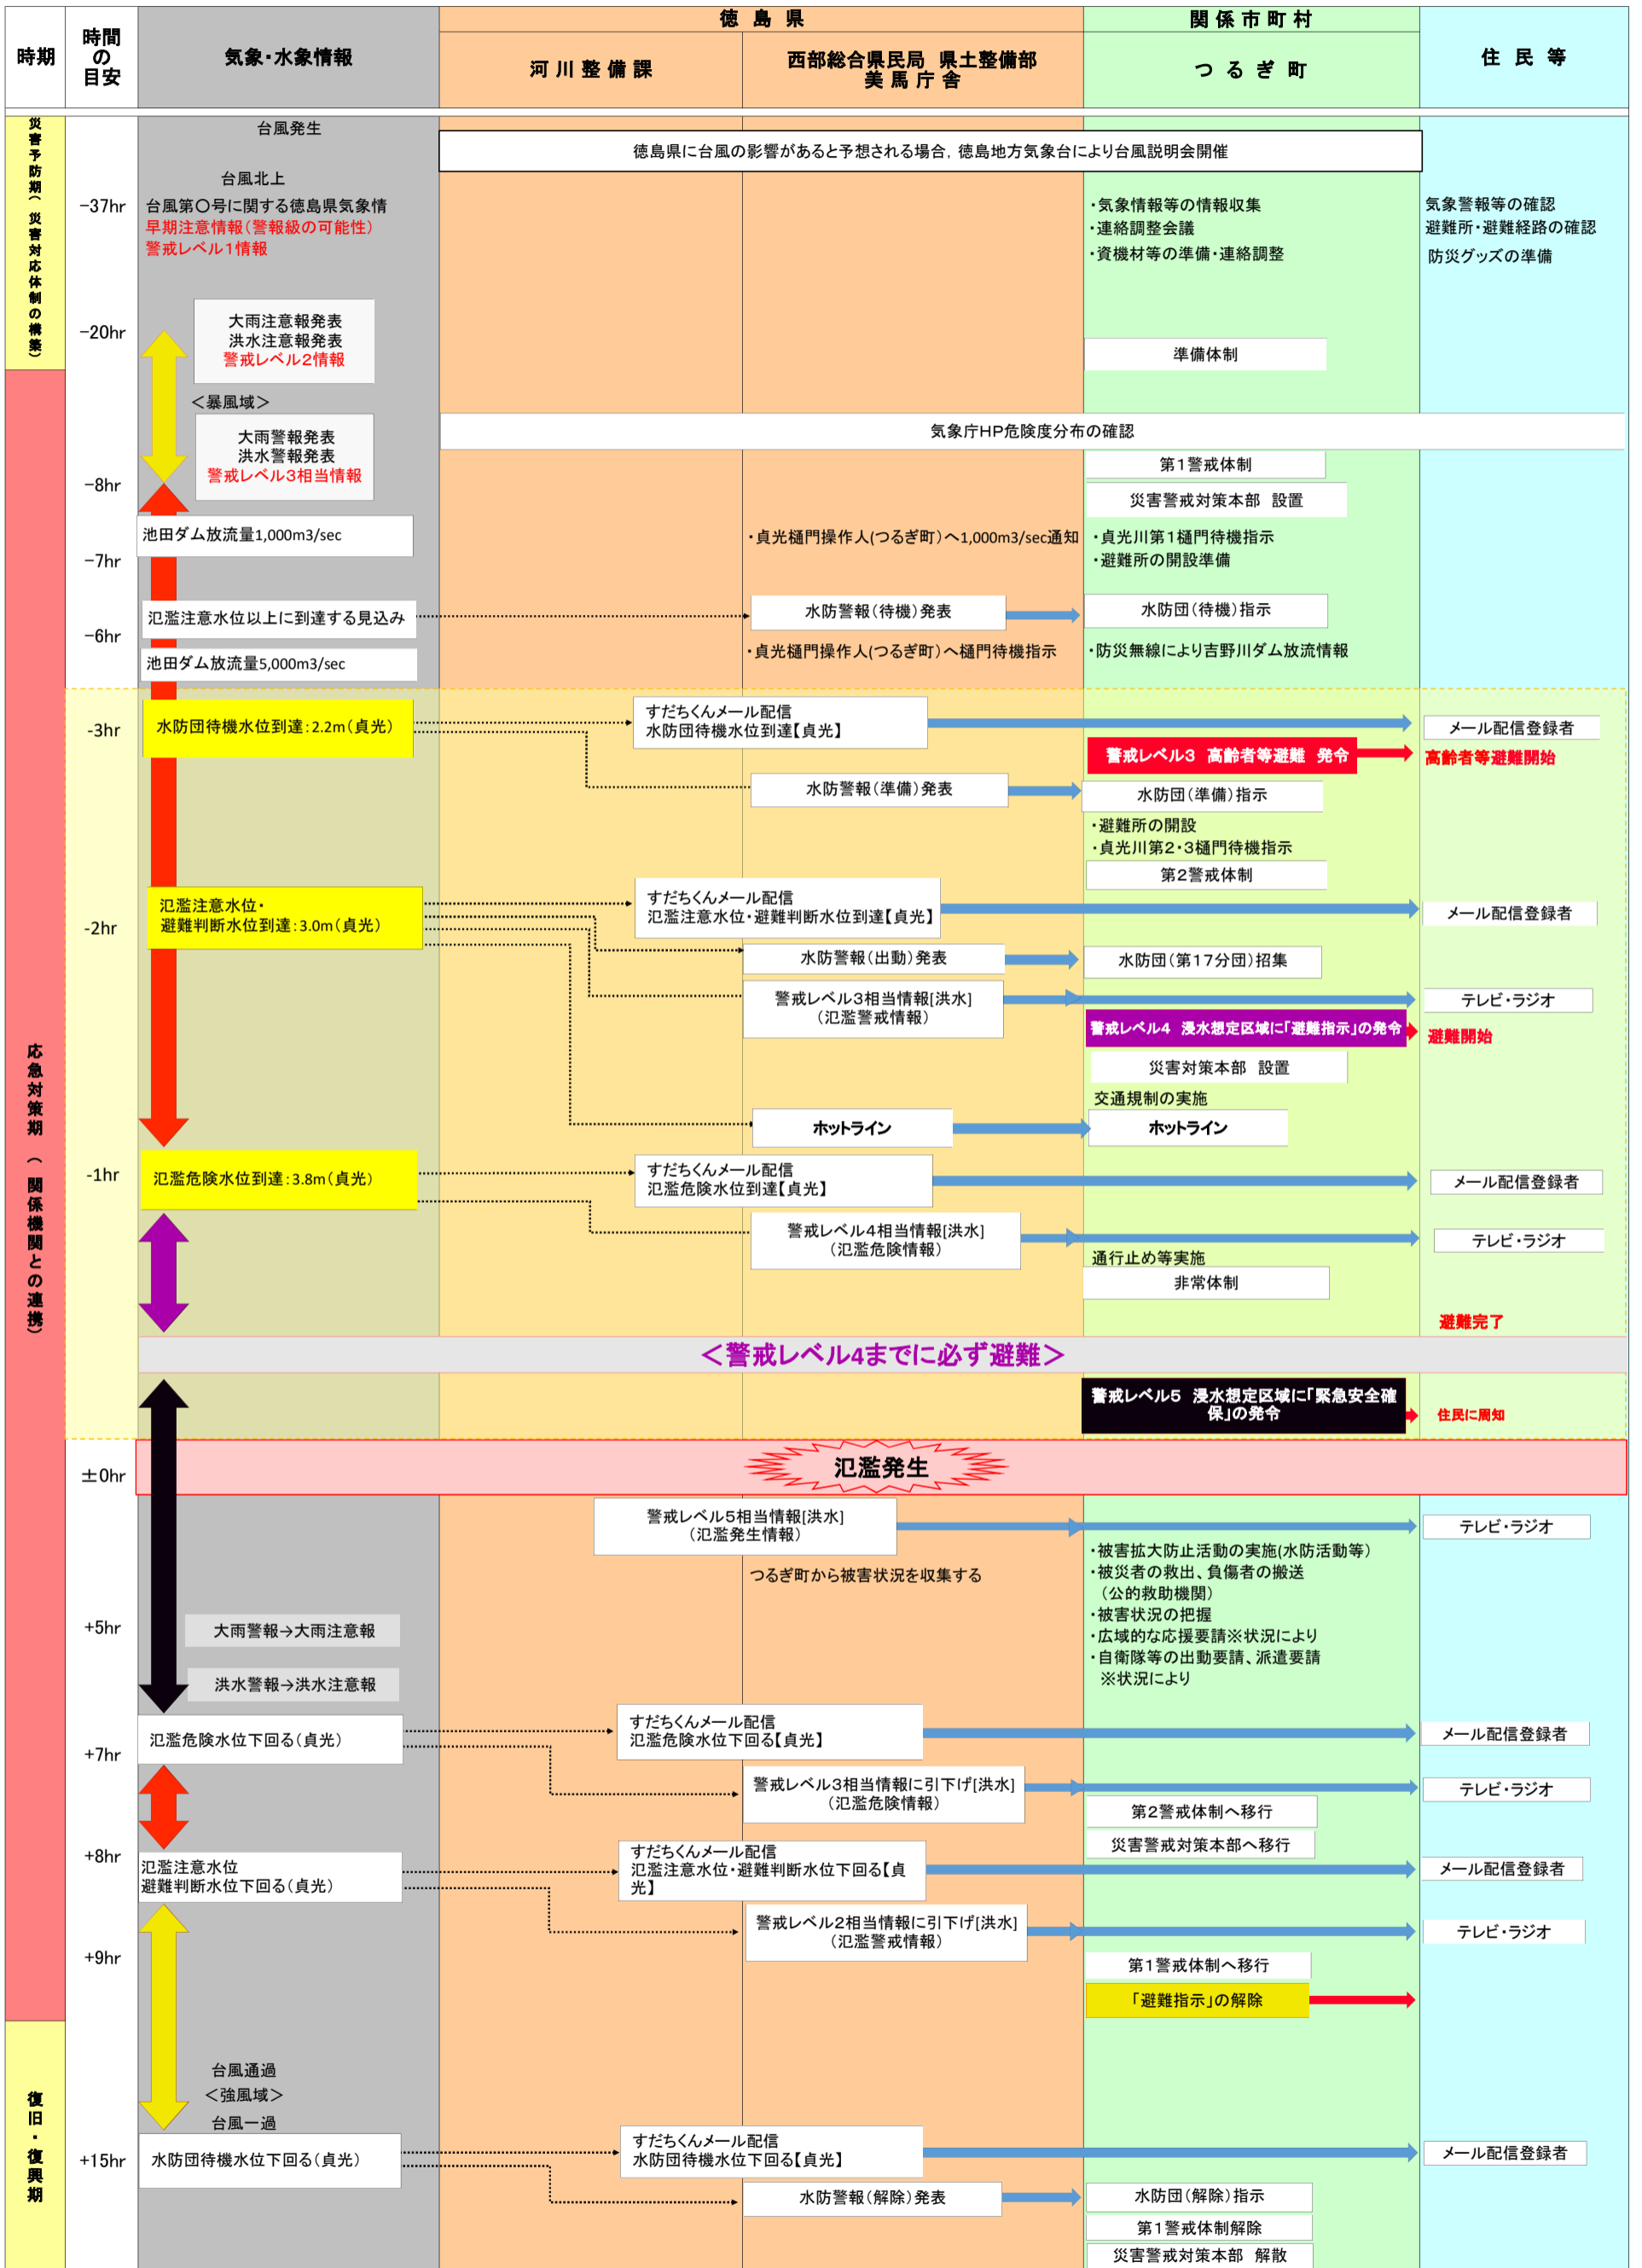 時期
時間
の
目安
気象・水象情報
徳島県
河川整備課
西部総合県民局 県土整備部
美馬庁舎
関係市町村
つるぎ町
住民等
災害予防期（災害対応体制の構築）
台風発生
徳島県に台風の影響があると予想される場合，徳島地方気象台により台風説明会開催
台風北上
−37hr
台風第〇号に関する徳島県気象情
早期注意情報（警報級の可能性）
警戒レベル1情報
・気象情報等の情報収集
・連絡調整会議
・資機材等の準備・連絡調整
気象警報等の確認
避難所・避難経路の確認
防災グッズの準備
−20hr
大雨注意報発表
洪水注意報発表
警戒レベル２情報
準備体制
応急対策期（関係機関との連携）
＜暴風域＞
大雨警報発表
洪水警報発表
警戒レベル３相当情報
気象庁HP危険度分布の確認
第１警戒体制
−8hr
災害警戒対策本部 設置
池田ダム放流量1,000m3/sec
・貞光樋門操作人(つるぎ町)へ1,000m3/sec通知
・貞光川第１樋門待機指示
・避難所の開設準備
−7hr
氾濫注意水位以上に到達する見込み
水防警報（待機）発表
水防団（待機）指示
−6hr
池田ダム放流量5,000m3/sec
・貞光樋門操作人(つるぎ町)へ樋門待機指示
・防災無線により吉野川ダム放流情報
-3hr
水防団待機水位到達：2.2m（貞光）
すだちくんメール配信
水防団待機水位到達【貞光】
メール配信登録者
警戒レベル３ 高齢者等避難 発令
高齢者等避難開始
水防警報（準備）発表
水防団（準備）指示
・避難所の開設
・貞光川第２・３樋門待機指示
第２警戒体制
-2hr
氾濫注意水位・
避難判断水位到達：3.0m（貞光）
すだちくんメール配信
氾濫注意水位・避難判断水位到達【貞光】
メール配信登録者
水防警報（出動）発表
水防団（第１７分団）招集
警戒レベル３相当情報[洪水]
（氾濫警戒情報）
テレビ・ラジオ
警戒レベル４ 浸水想定区域に「避難指示」の発令
避難開始
災害対策本部 設置
交通規制の実施
ホットライン
ホットライン
-1hr
氾濫危険水位到達：3.8m（貞光）
すだちくんメール配信
氾濫危険水位到達【貞光】
メール配信登録者
警戒レベル４相当情報[洪水]
（氾濫危険情報）
テレビ・ラジオ
通行止め等実施
非常体制
避難完了
＜警戒レベル4までに必ず避難＞
警戒レベル５ 浸水想定区域に「緊急安全確
保」の発令
住民に周知
±0hr
氾濫発生
警戒レベル５相当情報[洪水]
（氾濫発生情報）
テレビ・ラジオ
つるぎ町から被害状況を収集する
・被害拡大防止活動の実施(水防活動等)
・被災者の救出、負傷者の搬送
（公的救助機関）
・被害状況の把握
・広域的な応援要請※状況により
・自衛隊等の出動要請、派遣要請
※状況により
+5hr
大雨警報→大雨注意報
洪水警報→洪水注意報
+7hr
氾濫危険水位下回る（貞光）
すだちくんメール配信
氾濫危険水位下回る【貞光】
メール配信登録者
警戒レベル３相当情報に引下げ[洪水]
（氾濫危険情報）
テレビ・ラジオ
第２警戒体制へ移行
災害警戒対策本部へ移行
+8hr
氾濫注意水位
避難判断水位下回る（貞光）
すだちくんメール配信
氾濫注意水位・避難判断水位下回る【貞
光】
メール配信登録者
警戒レベル２相当情報に引下げ[洪水]
（氾濫警戒情報）
テレビ・ラジオ
+9hr
第１警戒体制へ移行
「避難指示」の解除
復旧・復興期
台風通過
＜強風域＞
台風一過
+15hr
水防団待機水位下回る（貞光）
すだちくんメール配信
水防団待機水位下回る【貞光】
メール配信登録者
水防警報（解除）発表
水防団（解除）指示
第１警戒体制解除
災害警戒対策本部 解散